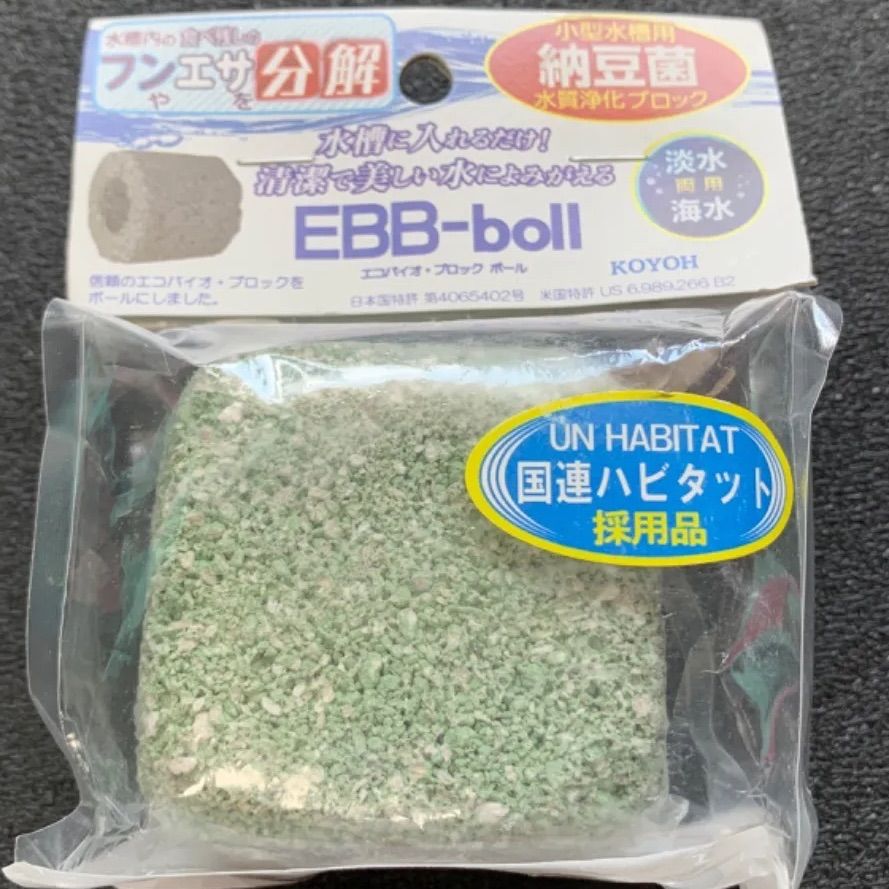 水槽内の食べ残しの
フンやエサを分解
小型水槽用
納豆菌
水質浄化ブロック
水槽に入れるだけ!
清潔で美しい水によみがえる
淡水
両用
海水
EBB-boll
エコバイオ・ブロック ボール
KOYOH
信頼のエコバイオ・ブロックを
ボールにしました。
日本国特許 第4065402号 米国特許 US 6,989,266 B2
UN HABITAT
国連ハビタット
採用品